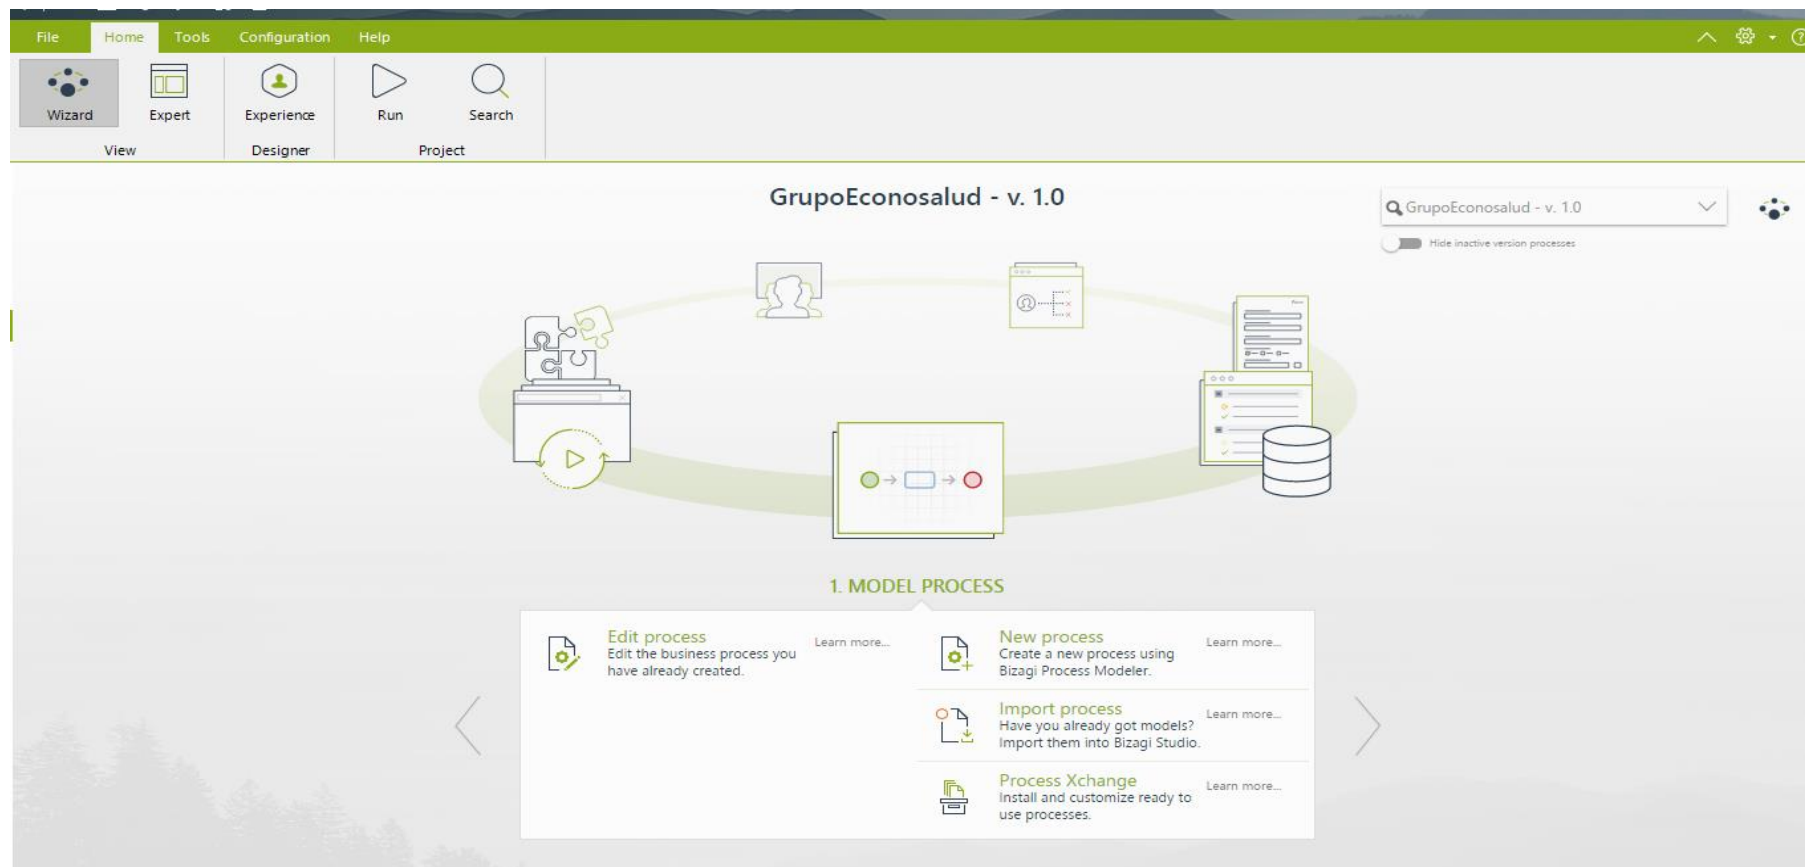 File Home Tools Configuration Help
Wizard Expert Experience Run Search
View Designer Project
GrupoEconosalud - v. 1.0
GrupoEconosalud - v. 1.0
Hide inactive version processes
1. MODEL PROCESS
Edit process
Edit the business process you
have already created.
Learn more...
New process
Create a new process using
Bizagi Process Modeler.
Learn more...
Import process
Have you already got models?
Import them into Bizagi Studio.
Learn more...
Process Xchange
Install and customize ready to
use processes.
Learn more...